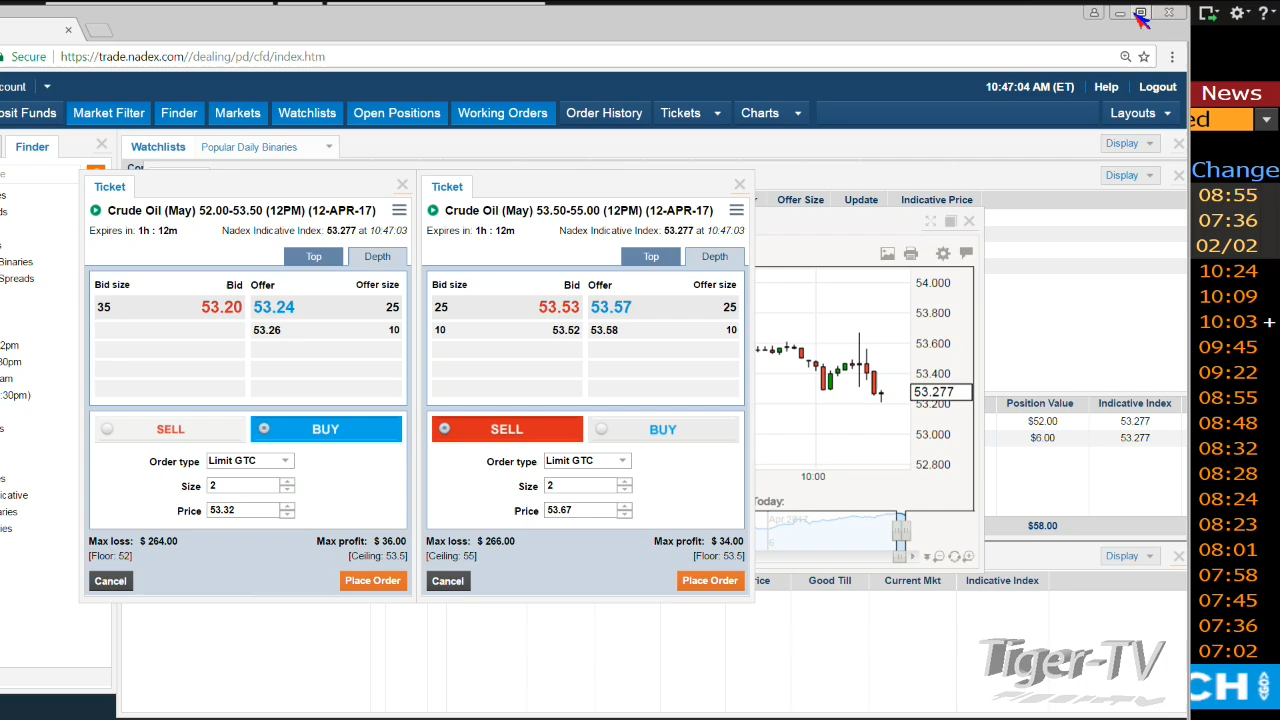 Secure https://trade.nadex.com//dealing/pd/cfd/index.htm
count 10:47:04 AM (ET) Help Logout
News
osit Funds Market Filter Finder Markets Watchlists Open Positions Working Orders Order History Tickets Charts Layouts
ed
Finder Watchlists Popular Daily Binaries Display
Display
Change
Ticket Ticket
Offer Size Update Indicative Price
08:55
Crude Oil (May) 52.00-53.50 (12PM) (12-APR-17) Crude Oil (May) 53.50-55.00 (12PM) (12-APR-17)
07:36
Expires in: 1h : 12m Nadex Indicative Index: 53.277 at 10:47.03 Expires in: 1h : 12m Nadex Indicative Index: 53.277 at 10:47.03
02/02
Top Depth Top Depth
Binaries
Spreads
10:24
Bid size Bid Offer Offer size Bid size Bid Offer Offer size
54.000
10:09
35 53.20 53.24 25 25 53.53 53.57 25
53.800
10:03 +
53.26 10 10 53.52 53.58 10
2pm
53.600
09:45
30pm
am
53.400
09:22
:30pm)
53.277
53.200
08:55
Position Value Indicative Index
$52.00 53.277
08:48
SELL BUY SELL BUY
53.000
$6.00 53.277
08:32
Order type Limit GTC Order type Limit GTC
52.800
10:00
08:28
Size 2 Size 2
dicative
08:24
Price 53.32 Price 53.67
Today:
aries
Apr 2017
08:23
$58.00
Max loss: $ 264.00 Max profit: $ 36.00 Max loss: $ 266.00 Max profit: $ 34.00
[Floor: 52] [Ceiling: 53.5] [Ceiling: 55] [Floor: 53.5]
Display
08:01
Cancel Place Order Cancel Place Order
rice Good Till Current Mkt Indicative Index
07:58
07:45
07:36
07:02
Tiger-TV
CH